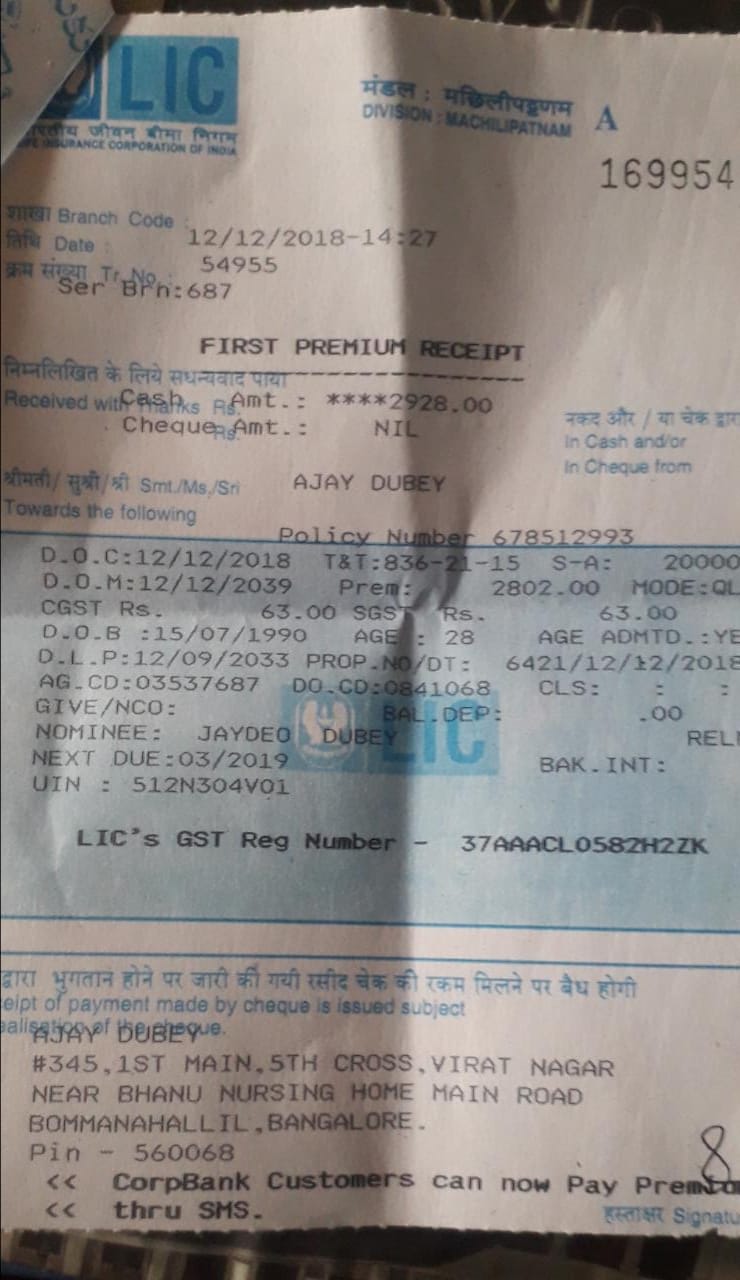 LIC
भारतीय जीवन बीमा निगम
LIFE INSURANCE CORPORATION OF INDIA
मंडल : मछिलीपट्टणम
DIVISION : MACHILIPATNAM A
169954
शाखा Branch Code :
तिथि Date : 12/12/2018-14:27
क्रम संख्या Tr.No. : 54955
Ser Brn:687
FIRST PREMIUM RECEIPT
निम्नलिखित के लिये सधन्यवाद पाया
Received with Thanks Rs. Cash Amt.: ****2928.00
Rs Cheque Amt.: NIL
नकद और / या चेक द्वारा
In Cash and/or
In Cheque from
श्रीमती/ सुश्री/श्री Smt./Ms./Sri AJAY DUBEY
Towards the following
Policy Number 678512993
D.O.C:12/12/2018 T&T:836-21-15 S-A: 20000
D.O.M:12/12/2039 Prem: 2802.00 MODE:QL
CGST Rs. 63.00 SGST Rs. 63.00
D.O.B :15/07/1990 AGE : 28 AGE ADMTD.:YE
D.L.P:12/09/2033 PROP.NO/DT: 6421/12/12/2018
AG.CD:03537687 DO.CD:0841068 CLS: : :
GIVE/NCO: BAL.DEP: .00
NOMINEE: JAYDEO DUBEY RELN
NEXT DUE:03/2019 BAK.INT:
UIN : 512N304V01
LIC
LIC's GST Reg Number - 37AAACL0582H2ZK
द्वारा भुगतान होने पर जारी की गयी रसीद चेक की रकम मिलने पर बैध होगी
eipt of payment made by cheque is issued subject
ealisation of the cheque.
AJAY DUBEY
#345,1ST MAIN,5TH CROSS,VIRAT NAGAR
NEAR BHANU NURSING HOME MAIN ROAD
BOMMANAHALLIL,BANGALORE.
Pin - 560068
<< CorpBank Customers can now Pay Premiu
<< thru SMS.
हस्ताक्षर Signatu